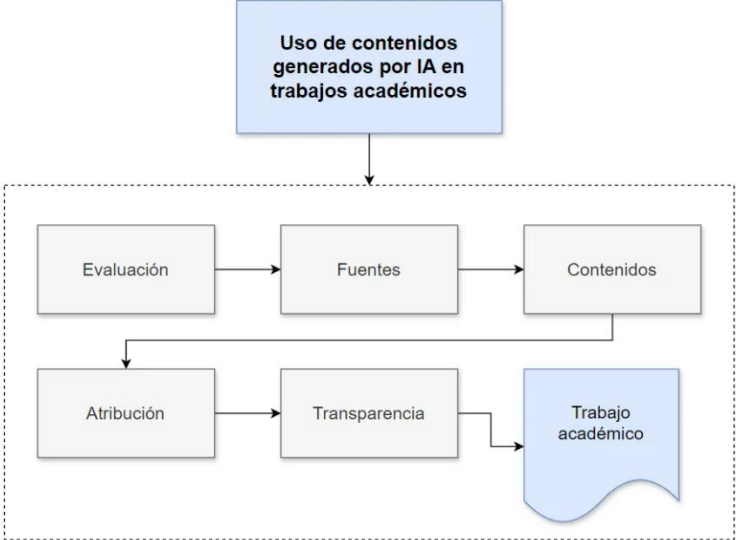 Uso de contenidos
generados por IA en
trabajos académicos
Evaluación
Fuentes
Contenidos
Atribución
Transparencia
Trabajo
académico